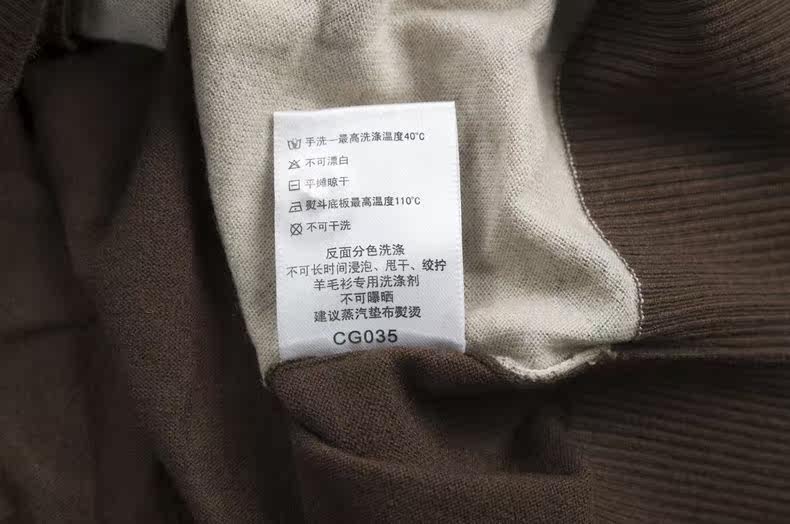 手洗－最高洗涤温度40℃
不可漂白
平摊晾干
熨斗底板最高温度110℃
不可干洗
反面分色洗涤
不可长时间浸泡、甩干、绞拧
羊毛衫专用洗涤剂
不可曝晒
建议蒸汽垫布熨烫
CG035